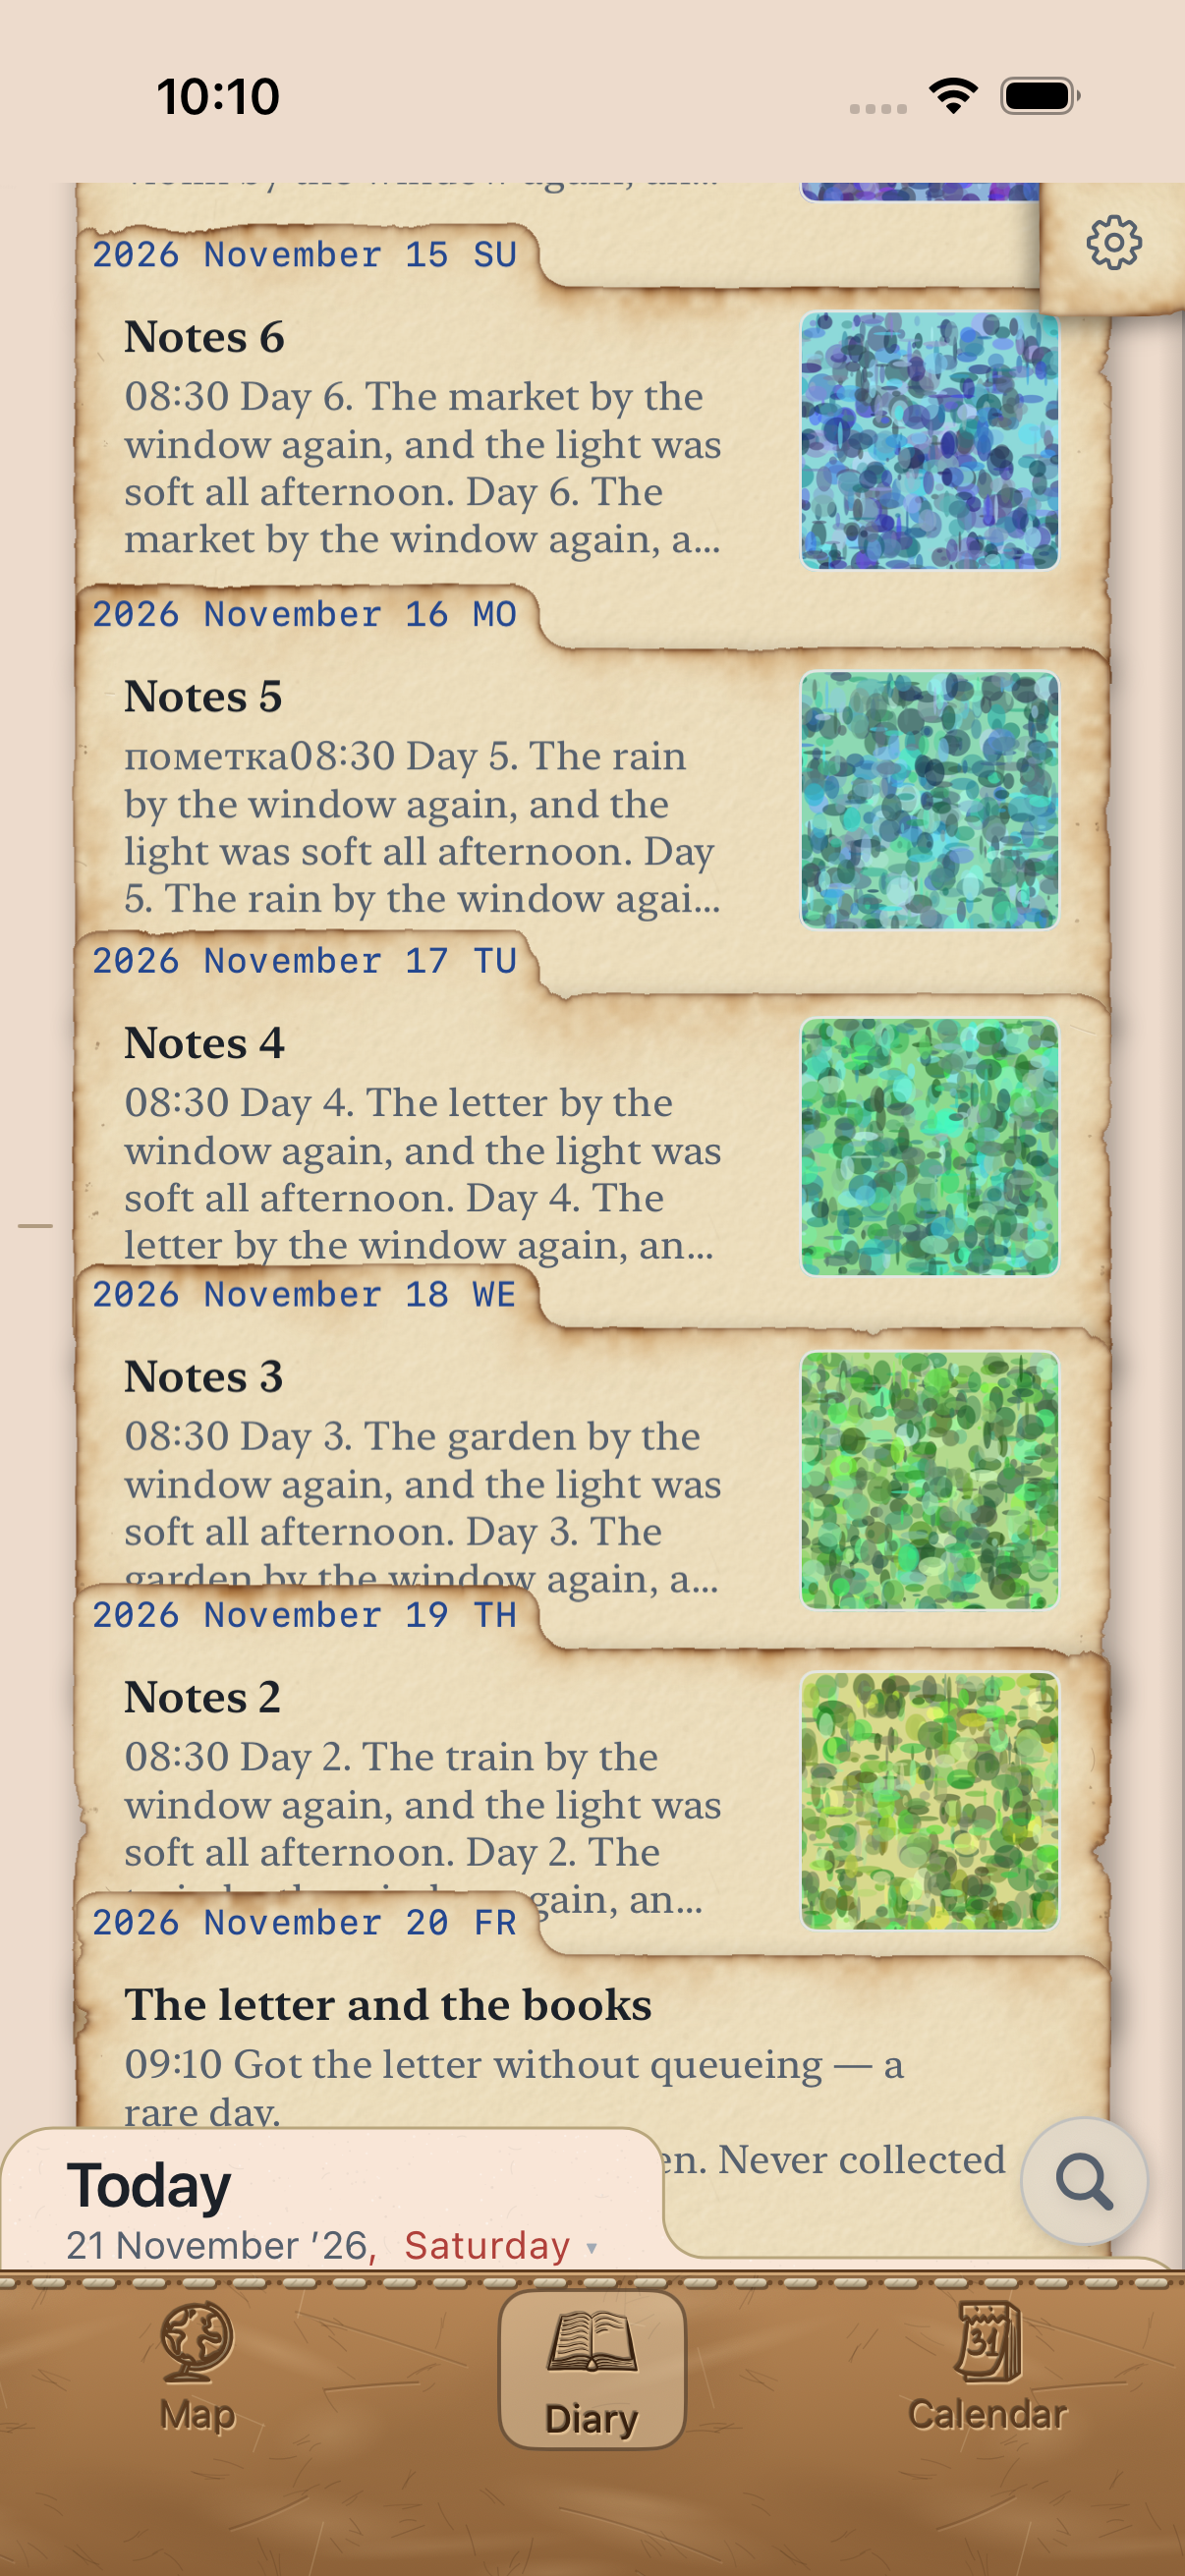 10:10
2026 November 15 SU
Notes 6
08:30 Day 6. The market by the
window again, and the light was
soft all afternoon. Day 6. The
market by the window again, a...
2026 November 16 MO
Notes 5
пометка08:30 Day 5. The rain
by the window again, and the
light was soft all afternoon. Day
5. The rain by the window agai...
2026 November 17 TU
Notes 4
08:30 Day 4. The letter by the
window again, and the light was
soft all afternoon. Day 4. The
letter by the window again, an...
2026 November 18 WE
Notes 3
08:30 Day 3. The garden by the
window again, and the light was
soft all afternoon. Day 3. The
garden by the window again, a...
2026 November 19 TH
Notes 2
08:30 Day 2. The train by the
window again, and the light was
soft all afternoon. Day 2. The
gain, an...
2026 November 20 FR
The letter and the books
09:10 Got the letter without queueing — a
rare day.
en. Never collected
Today
21 November ’26, Saturday
Map
Diary
31
Calendar